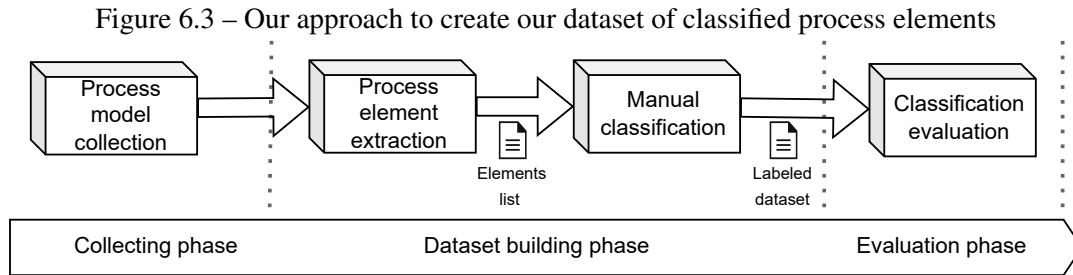 Figure 6.3 – Our approach to create our dataset of classified process elements
Process
model
collection
Process
element
extraction
Elements
list
Manual
classification
Labeled
dataset
Classification
evaluation
Collecting phase
Dataset building phase
Evaluation phase